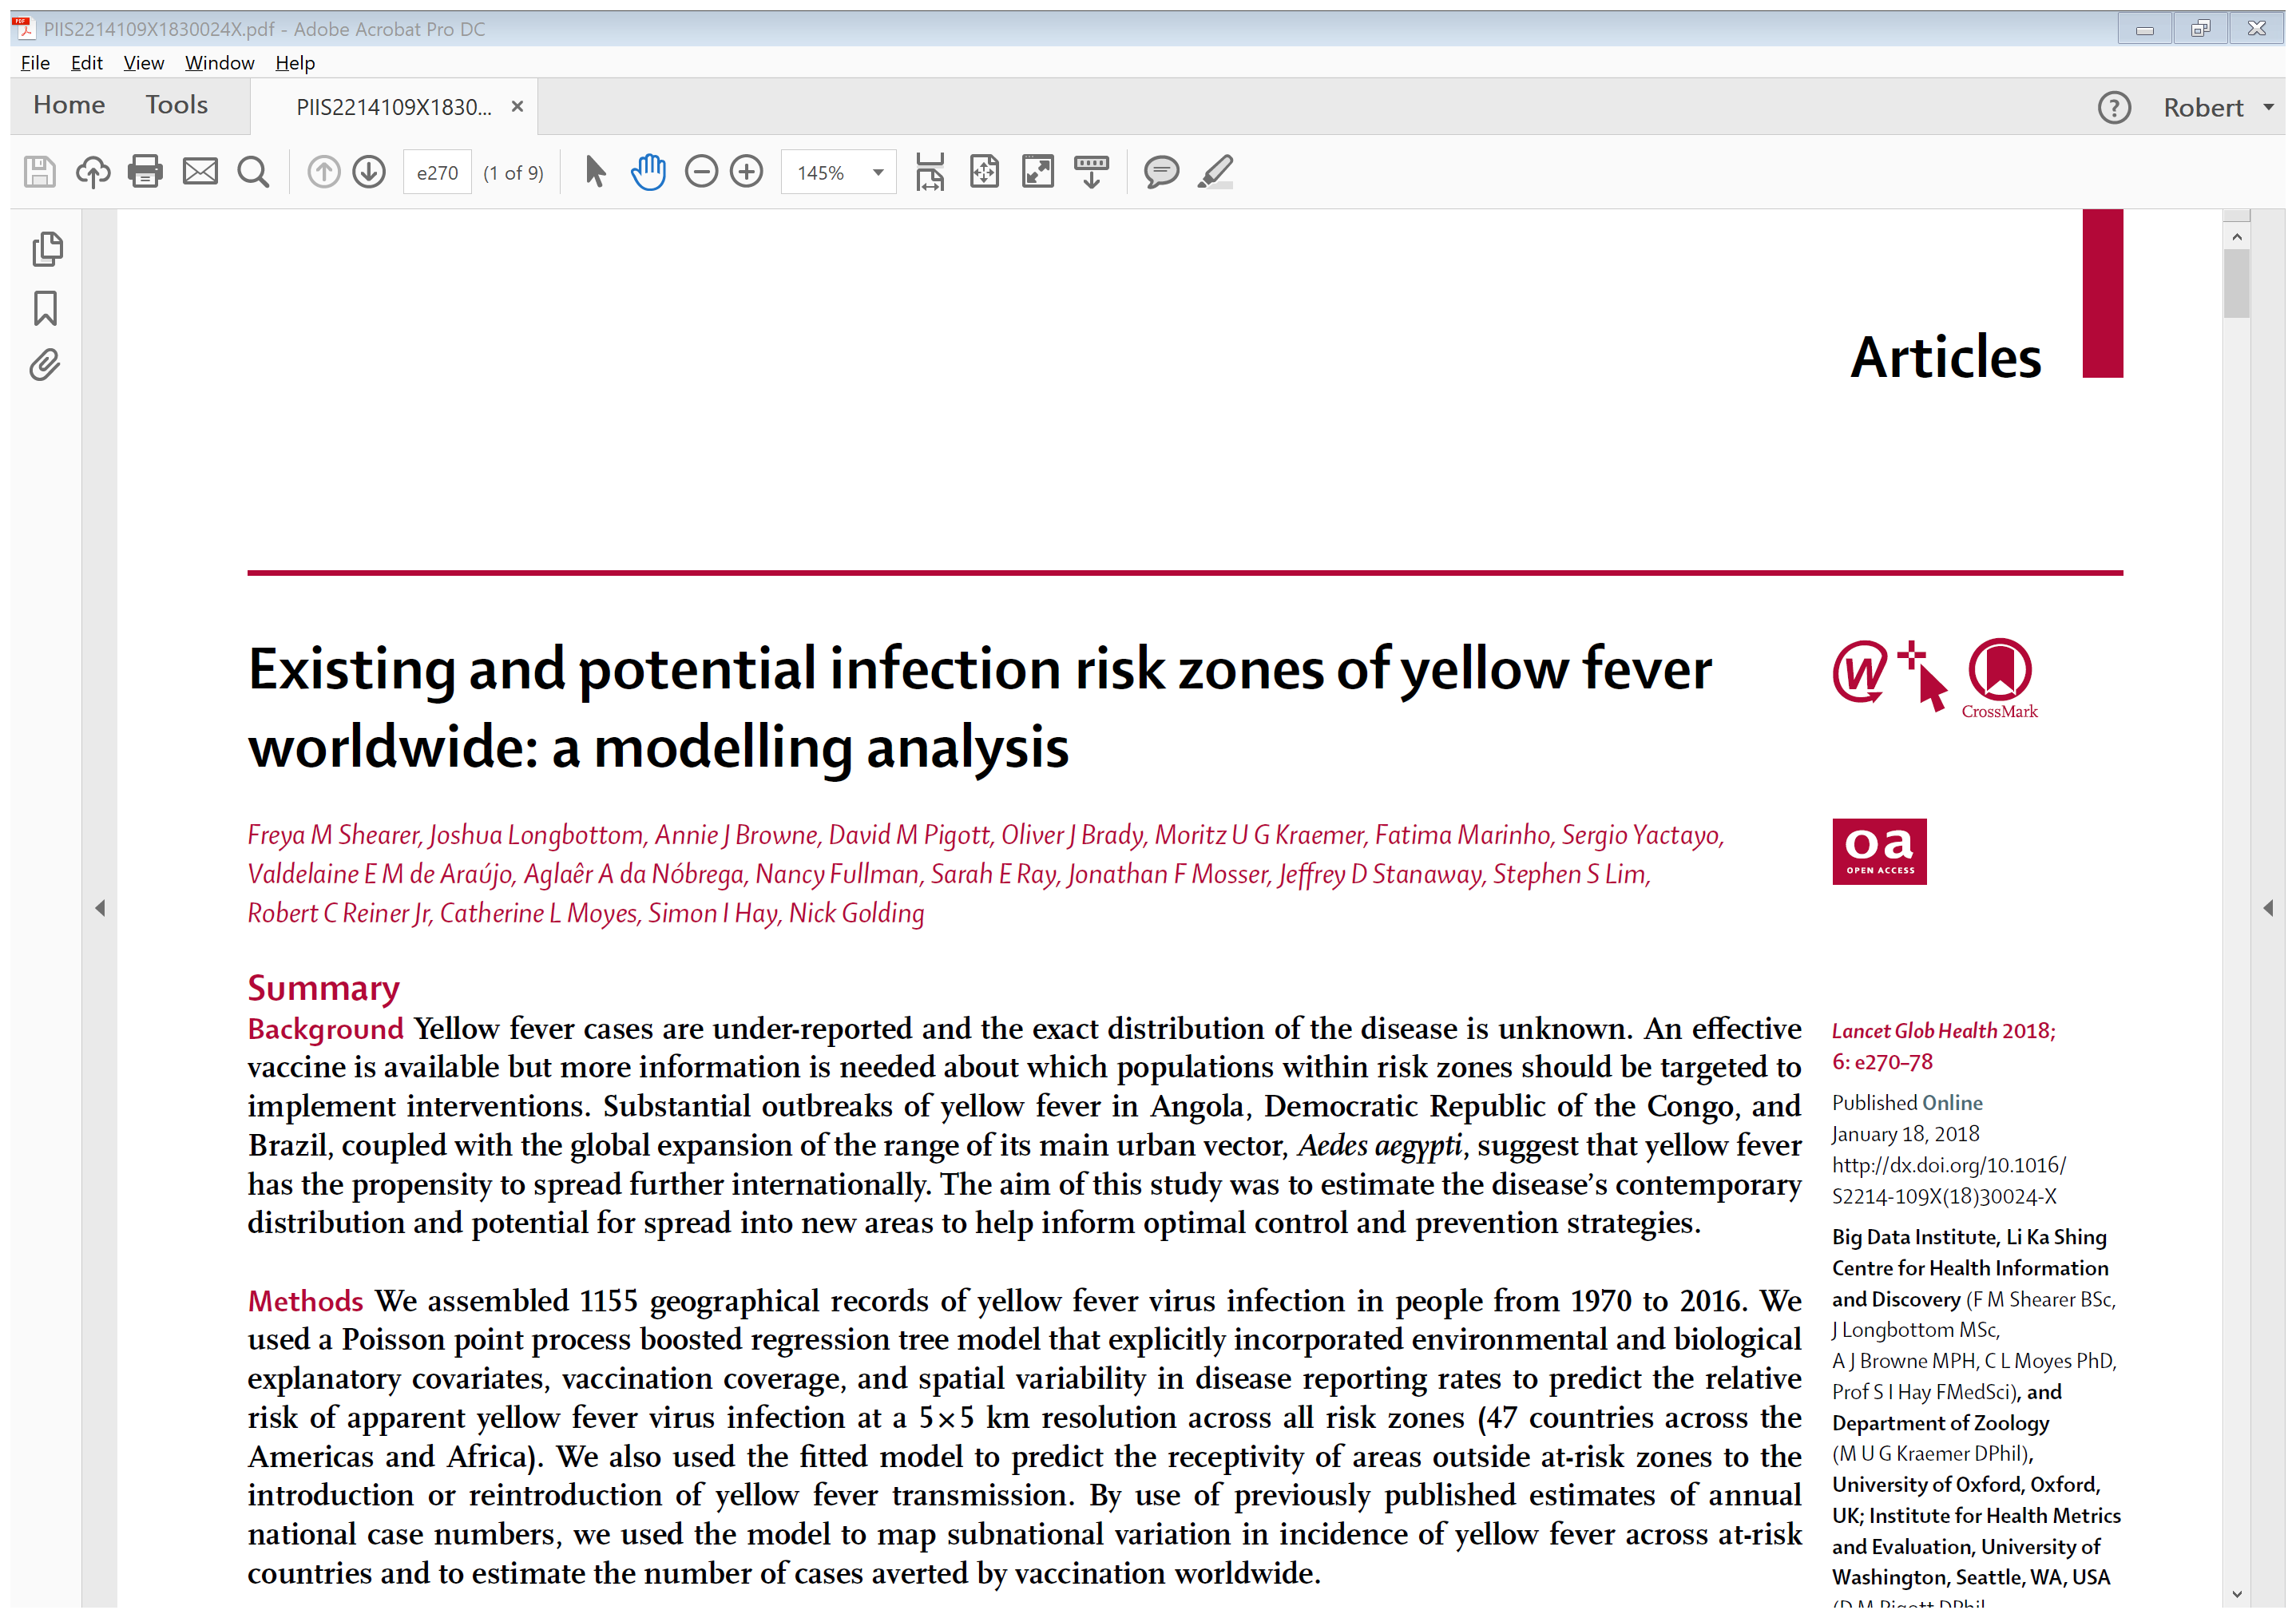 PIIS2214109X1830024X.pdf - Adobe Acrobat Pro DC
File Edit View Window Help
Home Tools PIIS2214109X1830... × ? Robert
e270 (1 of 9) 145%
Articles
Existing and potential infection risk zones of yellow fever
worldwide: a modelling analysis
W
CrossMark
Freya M Shearer, Joshua Longbottom, Annie J Browne, David M Pigott, Oliver J Brady, Moritz U G Kraemer, Fatima Marinho, Sergio Yactayo,
Valdelaine E M de Araújo, Aglaêr A da Nóbrega, Nancy Fullman, Sarah E Ray, Jonathan F Mosser, Jeffrey D Stanaway, Stephen S Lim,
Robert C Reiner Jr, Catherine L Moyes, Simon I Hay, Nick Golding
oa
OPEN ACCESS
Summary
Background Yellow fever cases are under-reported and the exact distribution of the disease is unknown. An effective
vaccine is available but more information is needed about which populations within risk zones should be targeted to
implement interventions. Substantial outbreaks of yellow fever in Angola, Democratic Republic of the Congo, and
Brazil, coupled with the global expansion of the range of its main urban vector, Aedes aegypti, suggest that yellow fever
has the propensity to spread further internationally. The aim of this study was to estimate the disease’s contemporary
distribution and potential for spread into new areas to help inform optimal control and prevention strategies.
Methods We assembled 1155 geographical records of yellow fever virus infection in people from 1970 to 2016. We
used a Poisson point process boosted regression tree model that explicitly incorporated environmental and biological
explanatory covariates, vaccination coverage, and spatial variability in disease reporting rates to predict the relative
risk of apparent yellow fever virus infection at a 5×5 km resolution across all risk zones (47 countries across the
Americas and Africa). We also used the fitted model to predict the receptivity of areas outside at-risk zones to the
introduction or reintroduction of yellow fever transmission. By use of previously published estimates of annual
national case numbers, we used the model to map subnational variation in incidence of yellow fever across at-risk
countries and to estimate the number of cases averted by vaccination worldwide.
Lancet Glob Health 2018;
6: e270–78
Published Online
January 18, 2018
http://dx.doi.org/10.1016/
S2214-109X(18)30024-X
Big Data Institute, Li Ka Shing
Centre for Health Information
and Discovery (F M Shearer BSc,
J Longbottom MSc,
A J Browne MPH, C L Moyes PhD,
Prof S I Hay FMedSci), and
Department of Zoology
(M U G Kraemer DPhil),
University of Oxford, Oxford,
UK; Institute for Health Metrics
and Evaluation, University of
Washington, Seattle, WA, USA
(D M Pigott DPhil